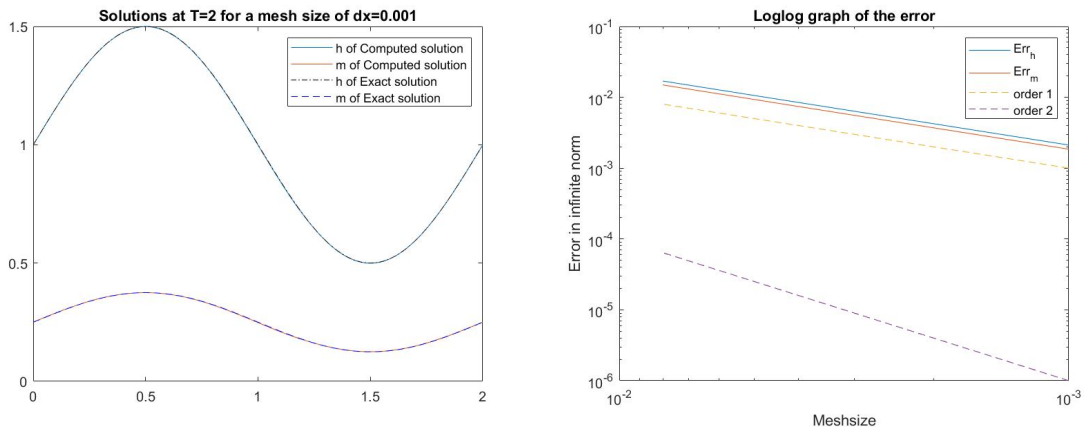 Solutions at T=2 for a mesh size of dx=0.001
1.5
1
0.5
0
0
0.5
1
1.5
2
h of Computed solution
m of Computed solution
h of Exact solution
m of Exact solution
Loglog graph of the error
Error in infinite norm
10^-1
10^-2
10^-3
10^-4
10^-5
10^-6
10^-2
10^-3
Meshsize
Err_h
Err_m
order 1
order 2